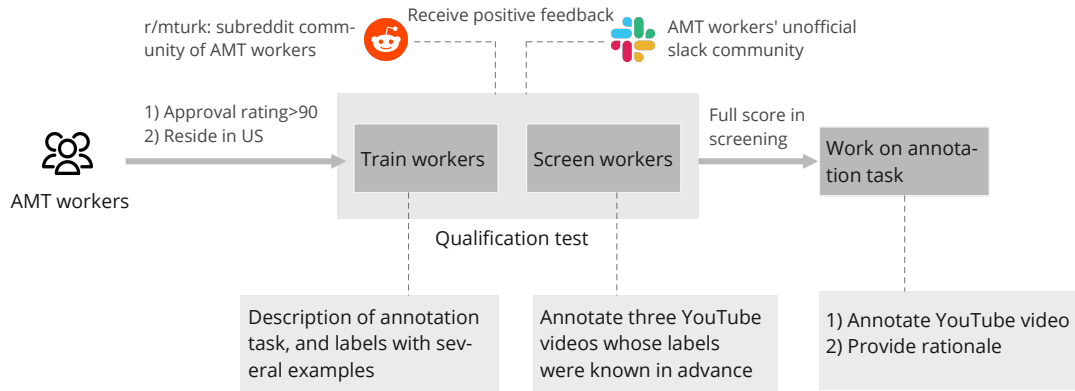 r/mturk: subreddit comm-
unity of AMT workers
Receive positive feedback
AMT workers' unofficial
slack community
1) Approval rating>90
2) Reside in US
AMT workers
Train workers
Screen workers
Qualification test
Full score in
screening
Work on annota-
tion task
Description of annotation
task, and labels with sev-
eral examples
Annotate three YouTube
videos whose labels
were known in advance
1) Annotate YouTube video
2) Provide rationale